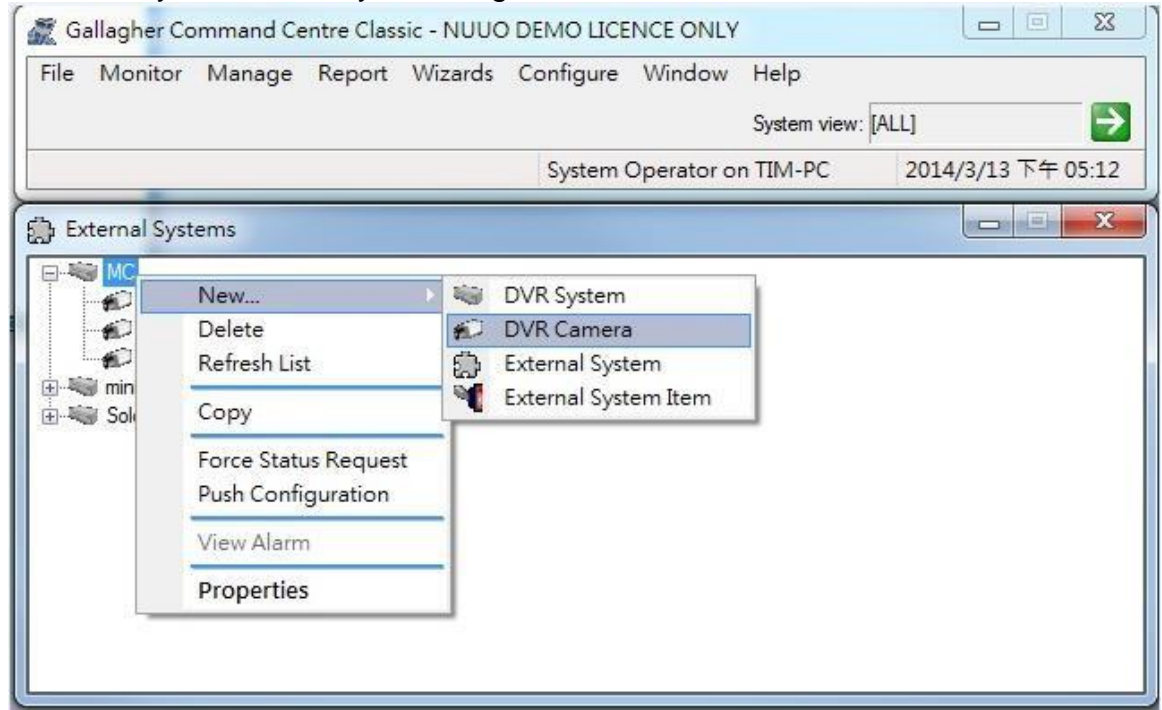 Gallagher Command Centre Classic - NUUO DEMO LICENCE ONLY
File Monitor Manage Report Wizards Configure Window Help
System view: [ALL]
System Operator on TIM-PC 2014/3/13 下午 05:12
External Systems
MC
New...
DVR System
Delete
DVR Camera
Refresh List
External System
min
External System Item
Copy
Force Status Request
Push Configuration
View Alarm
Properties